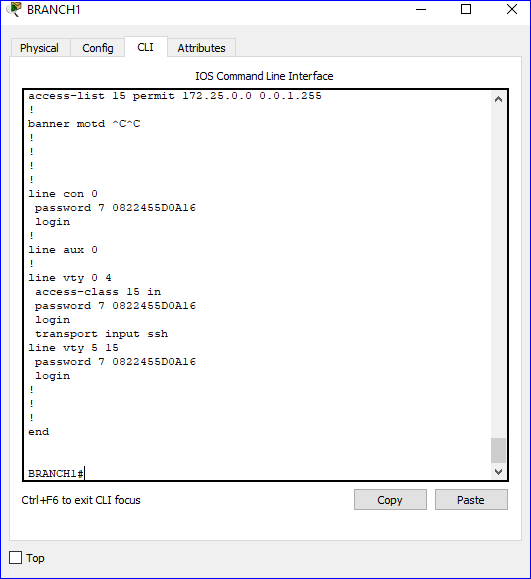 BRANCH1
Physical Config CLI Attributes
IOS Command Line Interface
access-list 15 permit 172.25.0.0 0.0.1.255
!
banner motd ^C^C
!
!
!
!
line con 0
password 7 0822455D0A16
login
!
line aux 0
!
line vty 0 4
access-class 15 in
password 7 0822455D0A16
login
transport input ssh
line vty 5 15
password 7 0822455D0A16
login
!
!
!
end
BRANCH1#
Ctrl+F6 to exit CLI focus
Copy Paste
Top